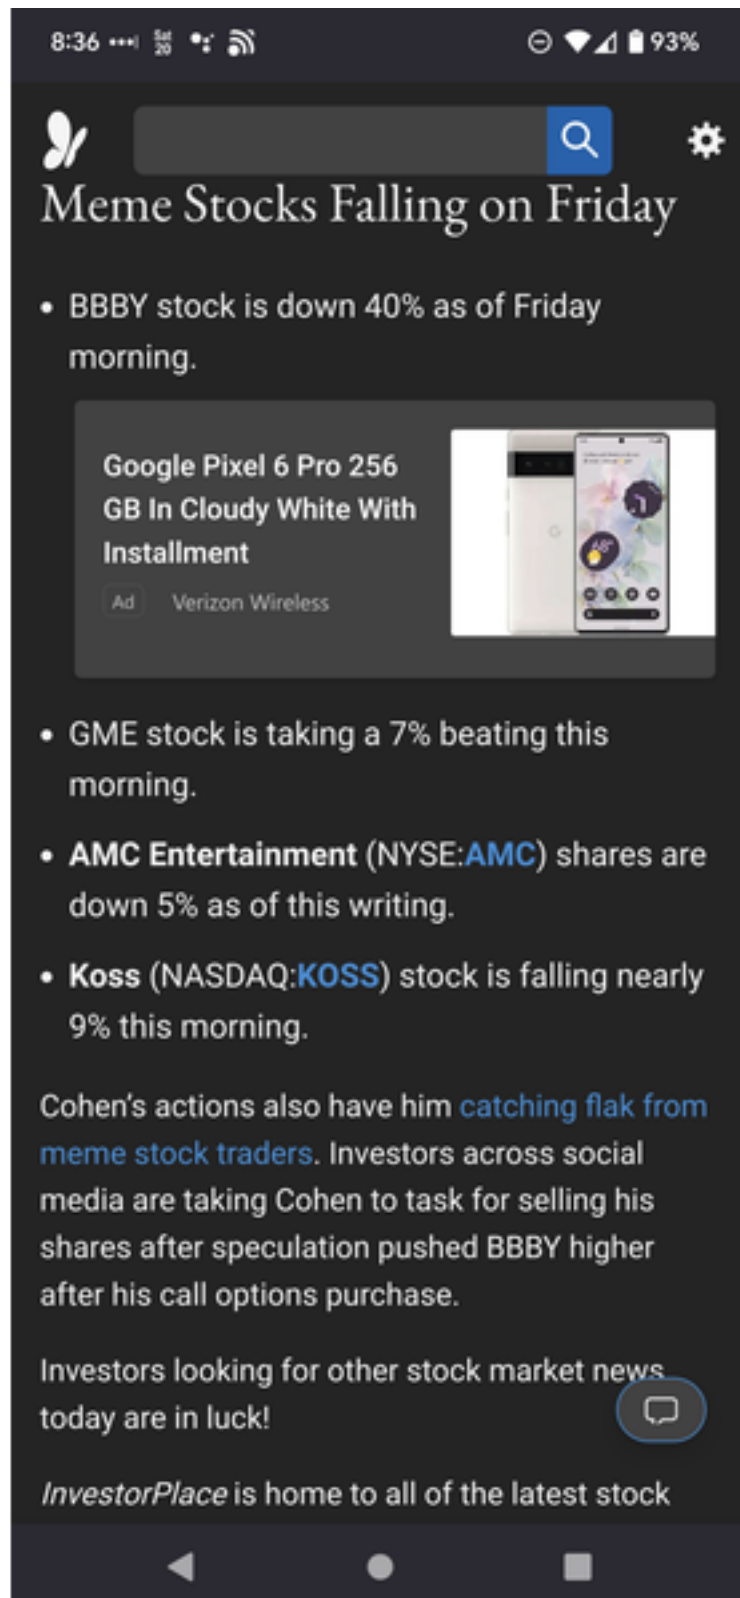 8:36 Sat 20 93%
Meme Stocks Falling on Friday
• BBBY stock is down 40% as of Friday
morning.
Google Pixel 6 Pro 256
GB In Cloudy White With
Installment
Ad Verizon Wireless
• GME stock is taking a 7% beating this
morning.
• AMC Entertainment (NYSE:AMC) shares are
down 5% as of this writing.
• Koss (NASDAQ:KOSS) stock is falling nearly
9% this morning.
Cohen's actions also have him catching flak from
meme stock traders. Investors across social
media are taking Cohen to task for selling his
shares after speculation pushed BBBY higher
after his call options purchase.
Investors looking for other stock market news
today are in luck!
InvestorPlace is home to all of the latest stock